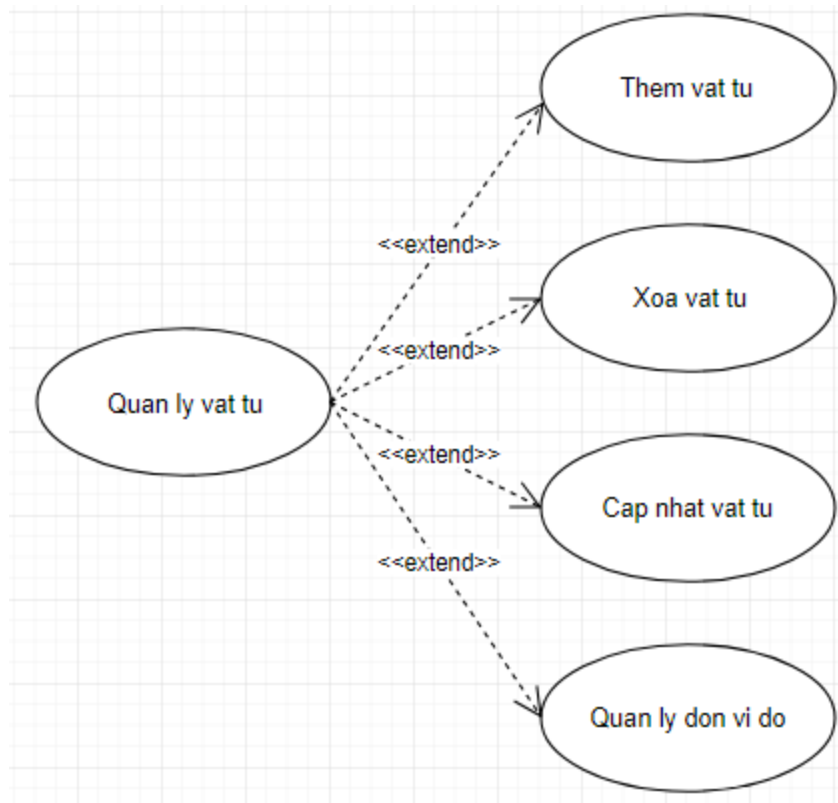 Them vat tu
<<extend>>
Xoa vat tu
<<extend>>
Quan ly vat tu
<<extend>>
Cap nhat vat tu
<<extend>>
Quan ly don vi do